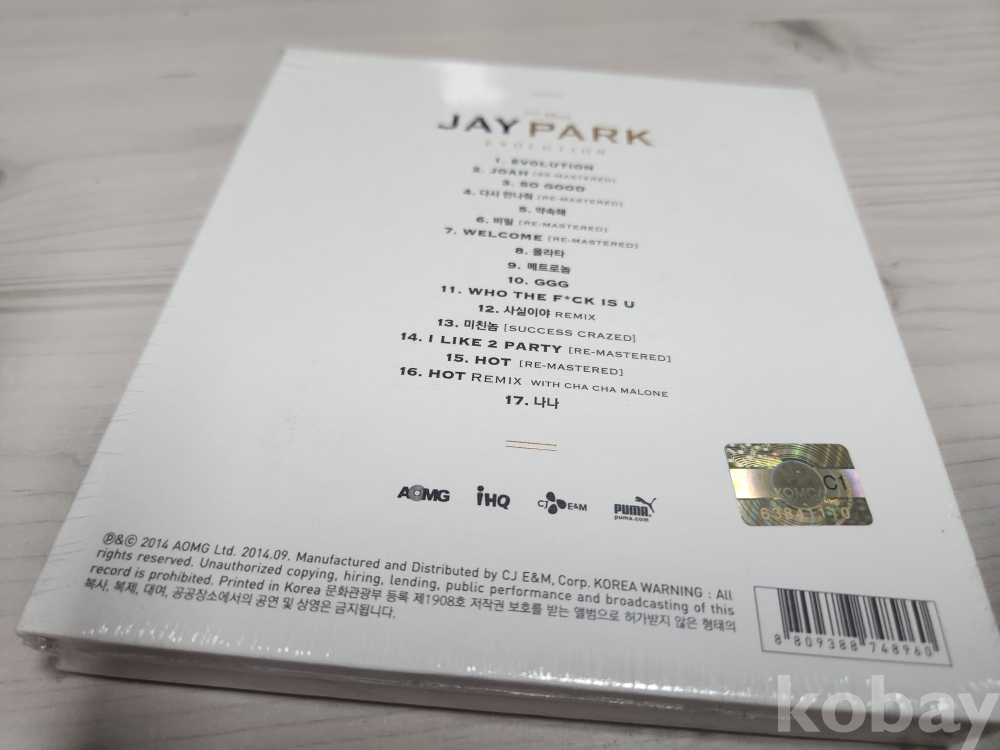 JAY PARK
EVOLUTION
1. EVOLUTION
2. JOAH [RE-MASTERED]
3. SO GOOD
4. 다시 만나줘 [RE-MASTERED]
5. 약속해
6. 비밀 [RE-MASTERED]
7. WELCOME [RE-MASTERED]
8. 올라타
9. 메트로놈
10. GGG
11. WHO THE F*CK IS U
12. 사실이야 REMIX
13. 미친놈 [SUCCESS CRAZED]
14. I LIKE 2 PARTY [RE-MASTERED]
15. HOT [RE-MASTERED]
16. HOT REMIX WITH CHA CHA MALONE
17. 나나
AOMG iHQ CJ E&M PUMA
puma.com
KOMCA C1
63841110
℗&© 2014 AOMG Ltd. 2014.09. Manufactured and Distributed by CJ E&M, Corp. KOREA WARNING : All
rights reserved. Unauthorized copying, hiring, lending, public performance and broadcasting of this
record is prohibited. Printed in Korea 문화관광부 등록 제1908호 저작권 보호를 받는 앨범으로 허가받지 않은 형태의
복사, 복제, 대여, 공공장소에서의 공연 및 상영은 금지됩니다.
8 809388 748960
kobay